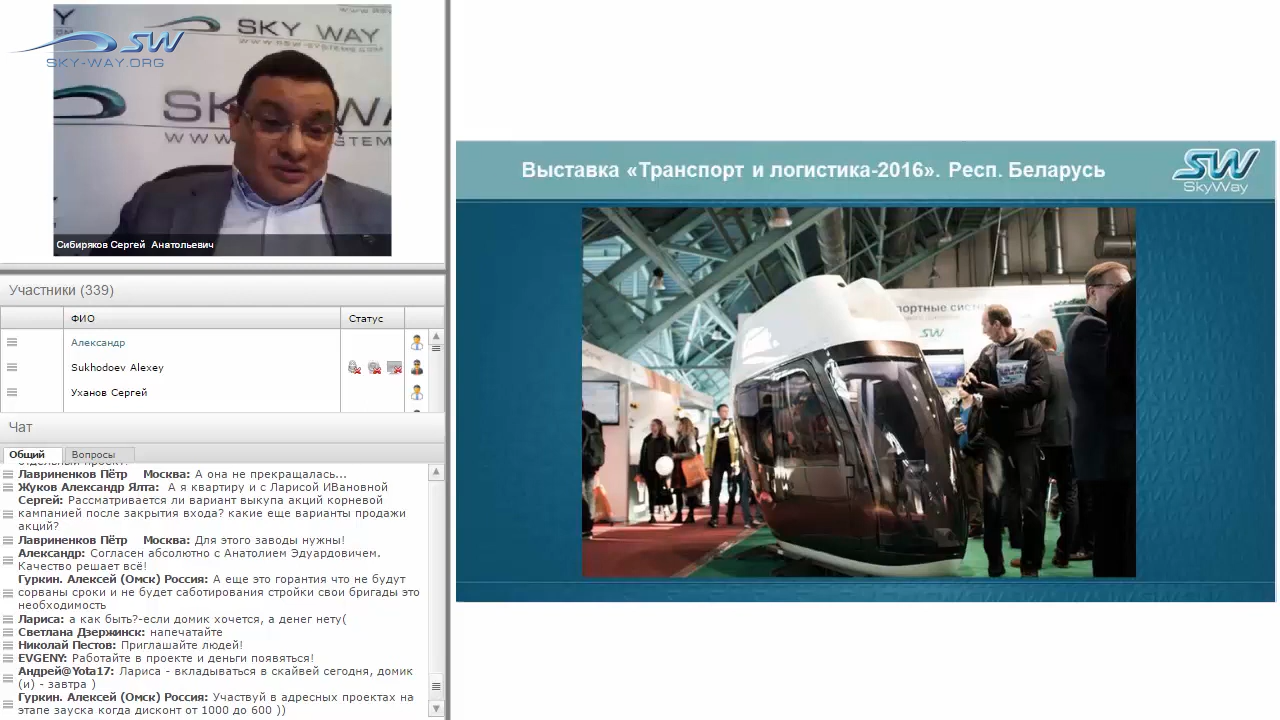 SKY WAY
SW
SKY-WAY.ORG
Сибиряков Сергей Анатольевич
Участники (339)
ФИО
Статус
Александр
Sukhodoev Alexey
Уханов Сергей
Чат
Общий
Вопросы
Лавриненков Пётр Москва: А она не прекращалась...
Жуков Александр Ялта: А я квартиру и с Ларисой ИВановной
Сергей: Рассматривается ли вариант выкупа акций корневой
кампанией после закрытия входа? какие еще варианты продажи
акций?
Лавриненков Пётр Москва: Для этого заводы нужны!
Александр: Согласен абсолютно с Анатолием Эдуардовичем.
Качество решает всё!
Гуркин. Алексей (Омск) Россия: А еще это горантия что не будут
сорваны сроки и не будет саботирования стройки свои бригады это
необходимость
Лариса: а как быть?-если домик хочется, а денег нету(
Светлана Дзержинск: напечатайте
Николай Пестов: Приглашайте людей!
EVGENY: Работайте в проекте и деньги появяться!
Андрей@Yota17: Лариса - вкладываться в скайвей сегодня, домик
(и) - завтра )
Гуркин. Алексей (Омск) Россия: Участвуй в адресных проектах на
этапе зауска когда дисконт от 1000 до 600 ))
Выставка «Транспорт и логистика-2016». Респ. Беларусь
SW
SkyWay
SW